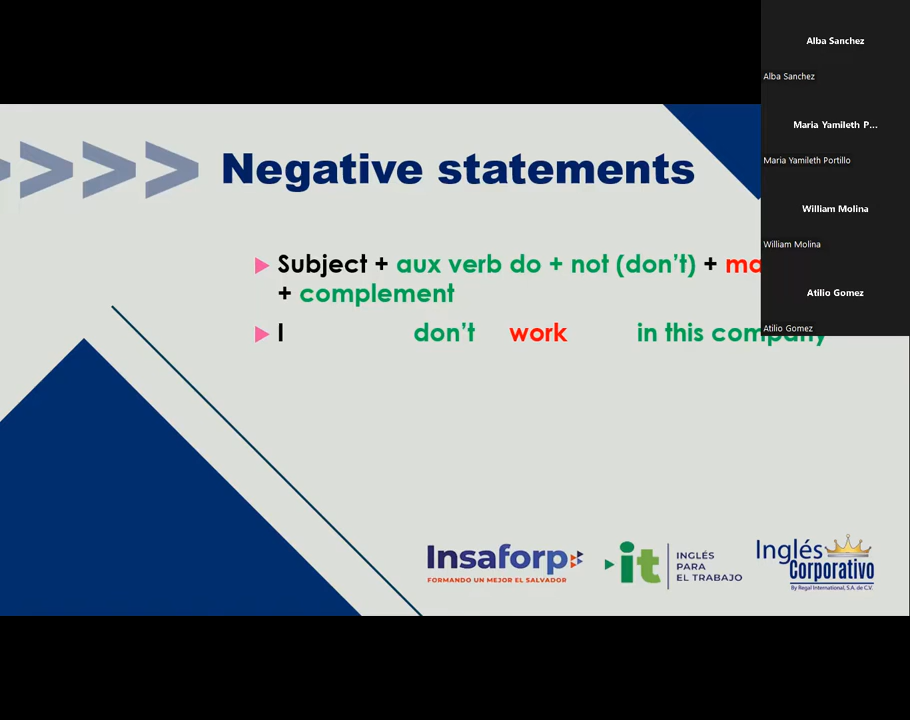 Alba Sanchez
Alba Sanchez
Maria Yamileth P...
Maria Yamileth Portillo
William Molina
William Molina
Atilio Gomez
Atilio Gomez
>>>> Negative statements
Subject + aux verb do + not (don't) +
+ complement
I don't work in this company
Insaforp
FORMANDO UN MEJOR EL SALVADOR
it
INGLÉS
PARA
EL TRABAJO
Inglés
Corporativo
By Regal International, S.A. de C.V.